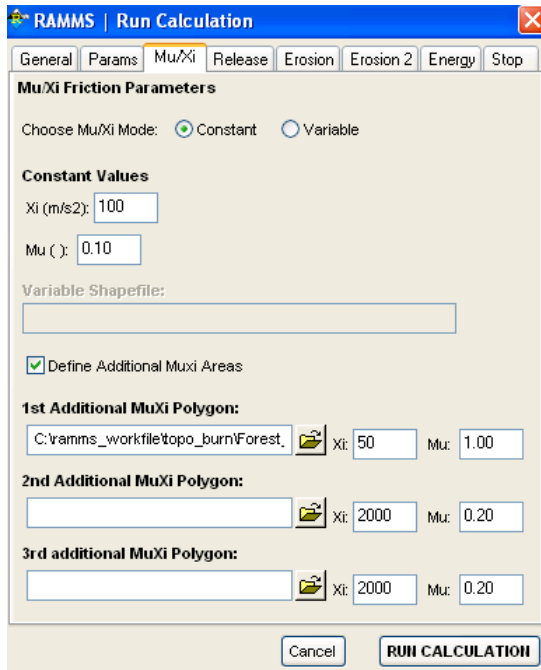 RAMMS | Run Calculation
General Params Mu/Xi Release Erosion Erosion 2 Energy Stop
Mu/Xi Friction Parameters
Choose Mu/Xi Mode: Constant Variable
Constant Values
Xi (m/s2): 100
Mu ( ): 0.10
Variable Shapefile:
Define Additional Muxi Areas
1st Additional MuXi Polygon:
C:\ramms_workfile\topo_burn\Forest_ Xi: 50 Mu: 1.00
2nd Additional MuXi Polygon:
Xi: 2000 Mu: 0.20
3rd additional MuXi Polygon:
Xi: 2000 Mu: 0.20
Cancel RUN CALCULATION